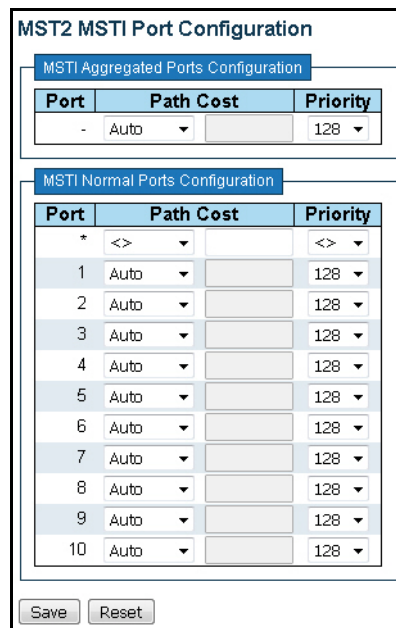 MST2 MSTI Port Configuration
MSTI Aggregated Ports Configuration
Port Path Cost Priority
- Auto 128
MSTI Normal Ports Configuration
Port Path Cost Priority
* <> <>
1 Auto 128
2 Auto 128
3 Auto 128
4 Auto 128
5 Auto 128
6 Auto 128
7 Auto 128
8 Auto 128
9 Auto 128
10 Auto 128
Save Reset